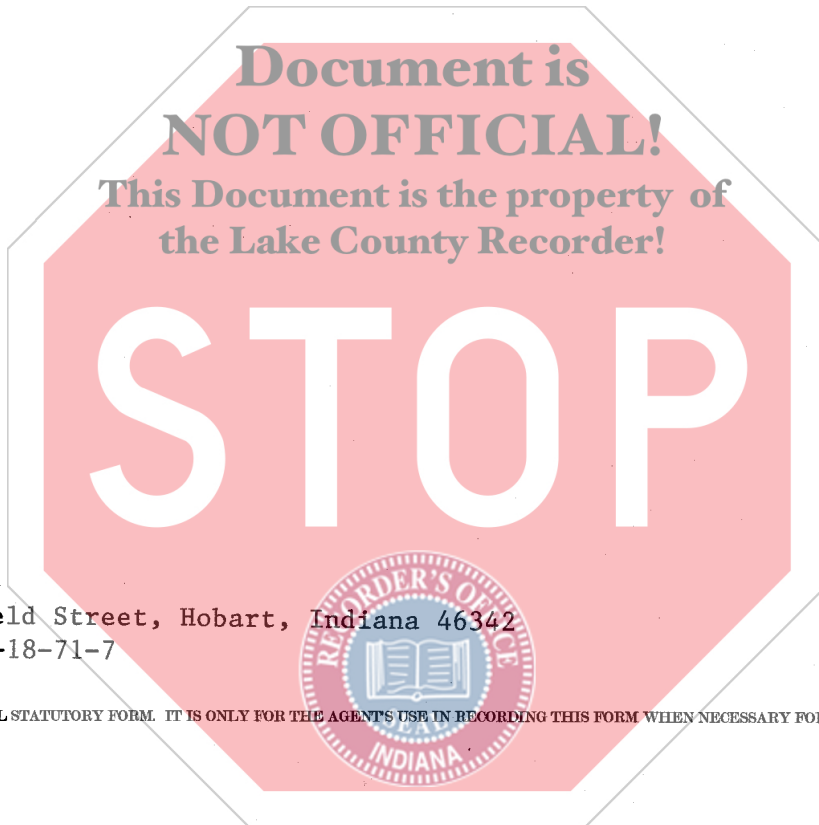 Document is
NOT OFFICIAL!
This Document is the property of
the Lake County Recorder!
STOP
eld Street, Hobart, Indiana 46342
-18-71-7
RECORDER'S OFFICE
SEAL
INDIANA
L STATUTORY FORM. IT IS ONLY FOR THE AGENT'S USE IN RECORDING THIS FORM WHEN NECESSARY FOR